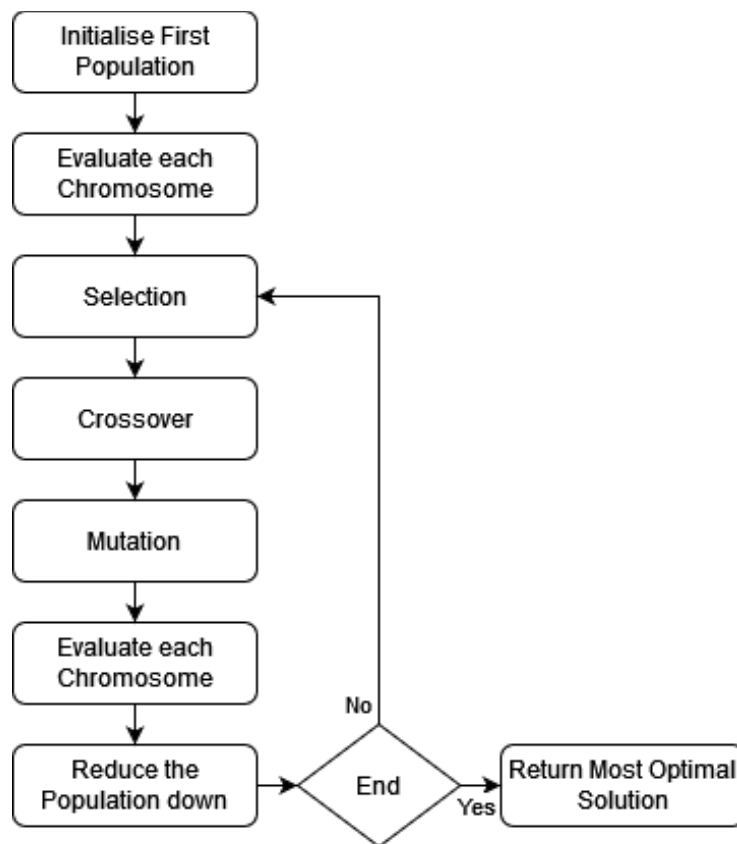 Initialise First
Population
Evaluate each
Chromosome
Selection
Crossover
Mutation
Evaluate each
Chromosome
Reduce the
Population down
No
End
Yes
Return Most Optimal
Solution